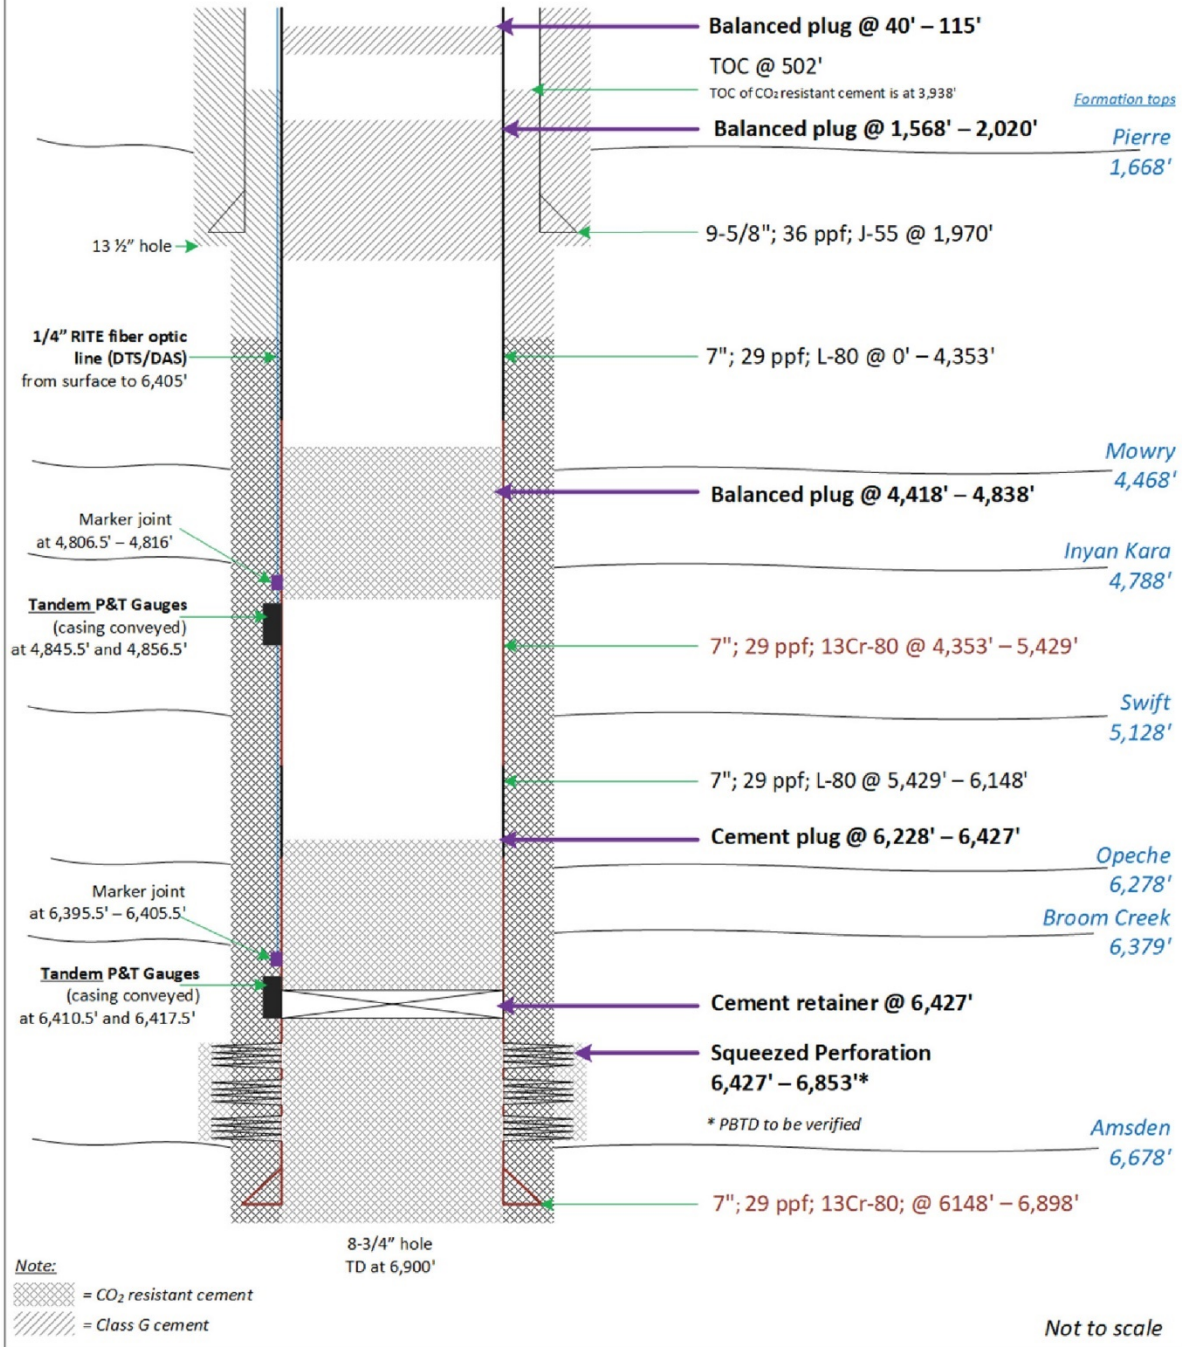 Balanced plug @ 40' – 115'
TOC @ 502'
TOC of CO₂ resistant cement is at 3,938'
Formation tops
Balanced plug @ 1,568' – 2,020'
Pierre
1,668'
9-5/8"; 36 ppf; J-55 @ 1,970'
13 ½" hole
1/4" RITE fiber optic
line (DTS/DAS)
from surface to 6,405'
7"; 29 ppf; L-80 @ 0' – 4,353'
Mowry
4,468'
Balanced plug @ 4,418' – 4,838'
Marker joint
at 4,806.5' – 4,816'
Inyan Kara
4,788'
Tandem P&T Gauges
(casing conveyed)
at 4,845.5' and 4,856.5'
7"; 29 ppf; 13Cr-80 @ 4,353' – 5,429'
Swift
5,128'
7"; 29 ppf; L-80 @ 5,429' – 6,148'
Cement plug @ 6,228' – 6,427'
Opeche
6,278'
Marker joint
at 6,395.5' – 6,405.5'
Broom Creek
6,379'
Tandem P&T Gauges
(casing conveyed)
at 6,410.5' and 6,417.5'
Cement retainer @ 6,427'
Squeezed Perforation
6,427' – 6,853'*
* PBTD to be verified
Amsden
6,678'
7"; 29 ppf; 13Cr-80; @ 6148' – 6,898'
8-3/4" hole
TD at 6,900'
Note:
= CO₂ resistant cement
= Class G cement
Not to scale